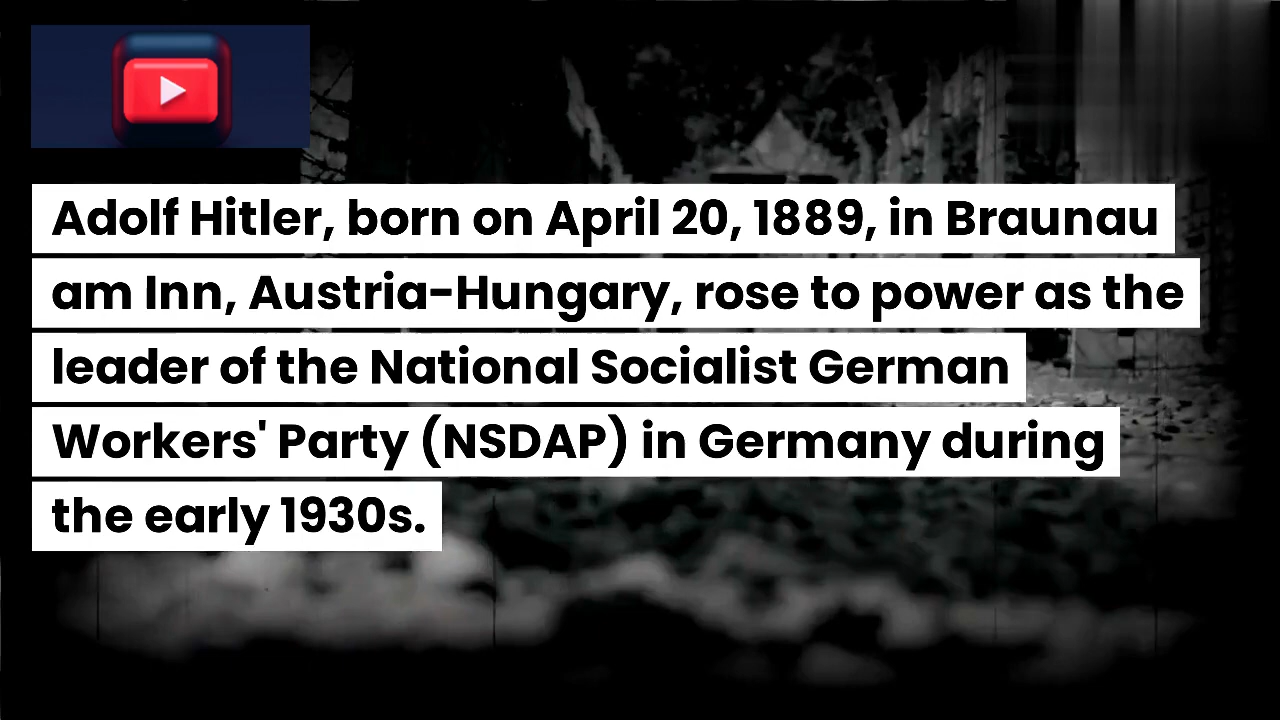 Adolf Hitler, born on April 20, 1889, in Braunau
am Inn, Austria-Hungary, rose to power as the
leader of the National Socialist German
Workers' Party (NSDAP) in Germany during
the early 1930s.